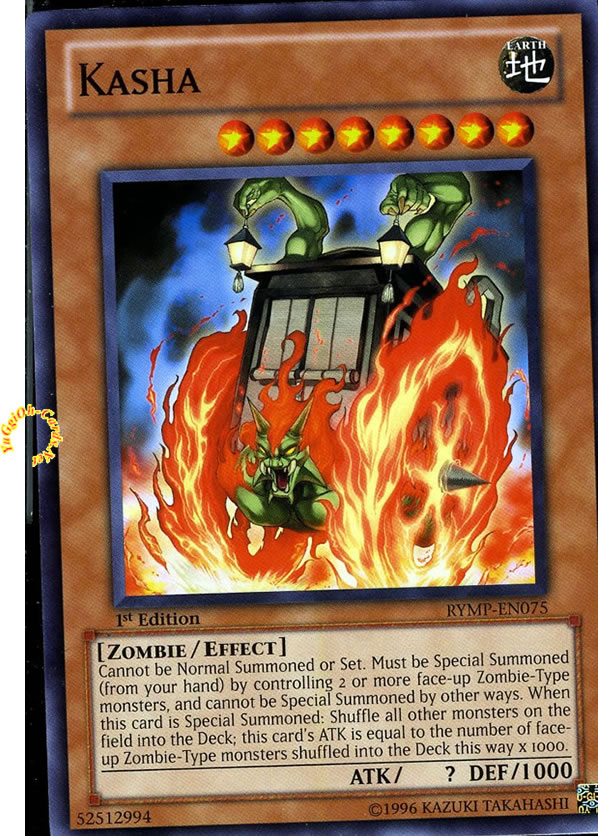 EARTH
地
KASHA
YuGgiOh-Cards.Net
1st Edition
RYMP-EN075
[ZOMBIE / EFFECT]
Cannot be Normal Summoned or Set. Must be Special Summoned
(from your hand) by controlling 2 or more face-up Zombie-Type
monsters, and cannot be Special Summoned by other ways. When
this card is Special Summoned: Shuffle all other monsters on the
field into the Deck; this card's ATK is equal to the number of face-
up Zombie-Type monsters shuffled into the Deck this way x 1000.
ATK/ ? DEF/1000
52512994
©1996 KAZUKI TAKAHASHI